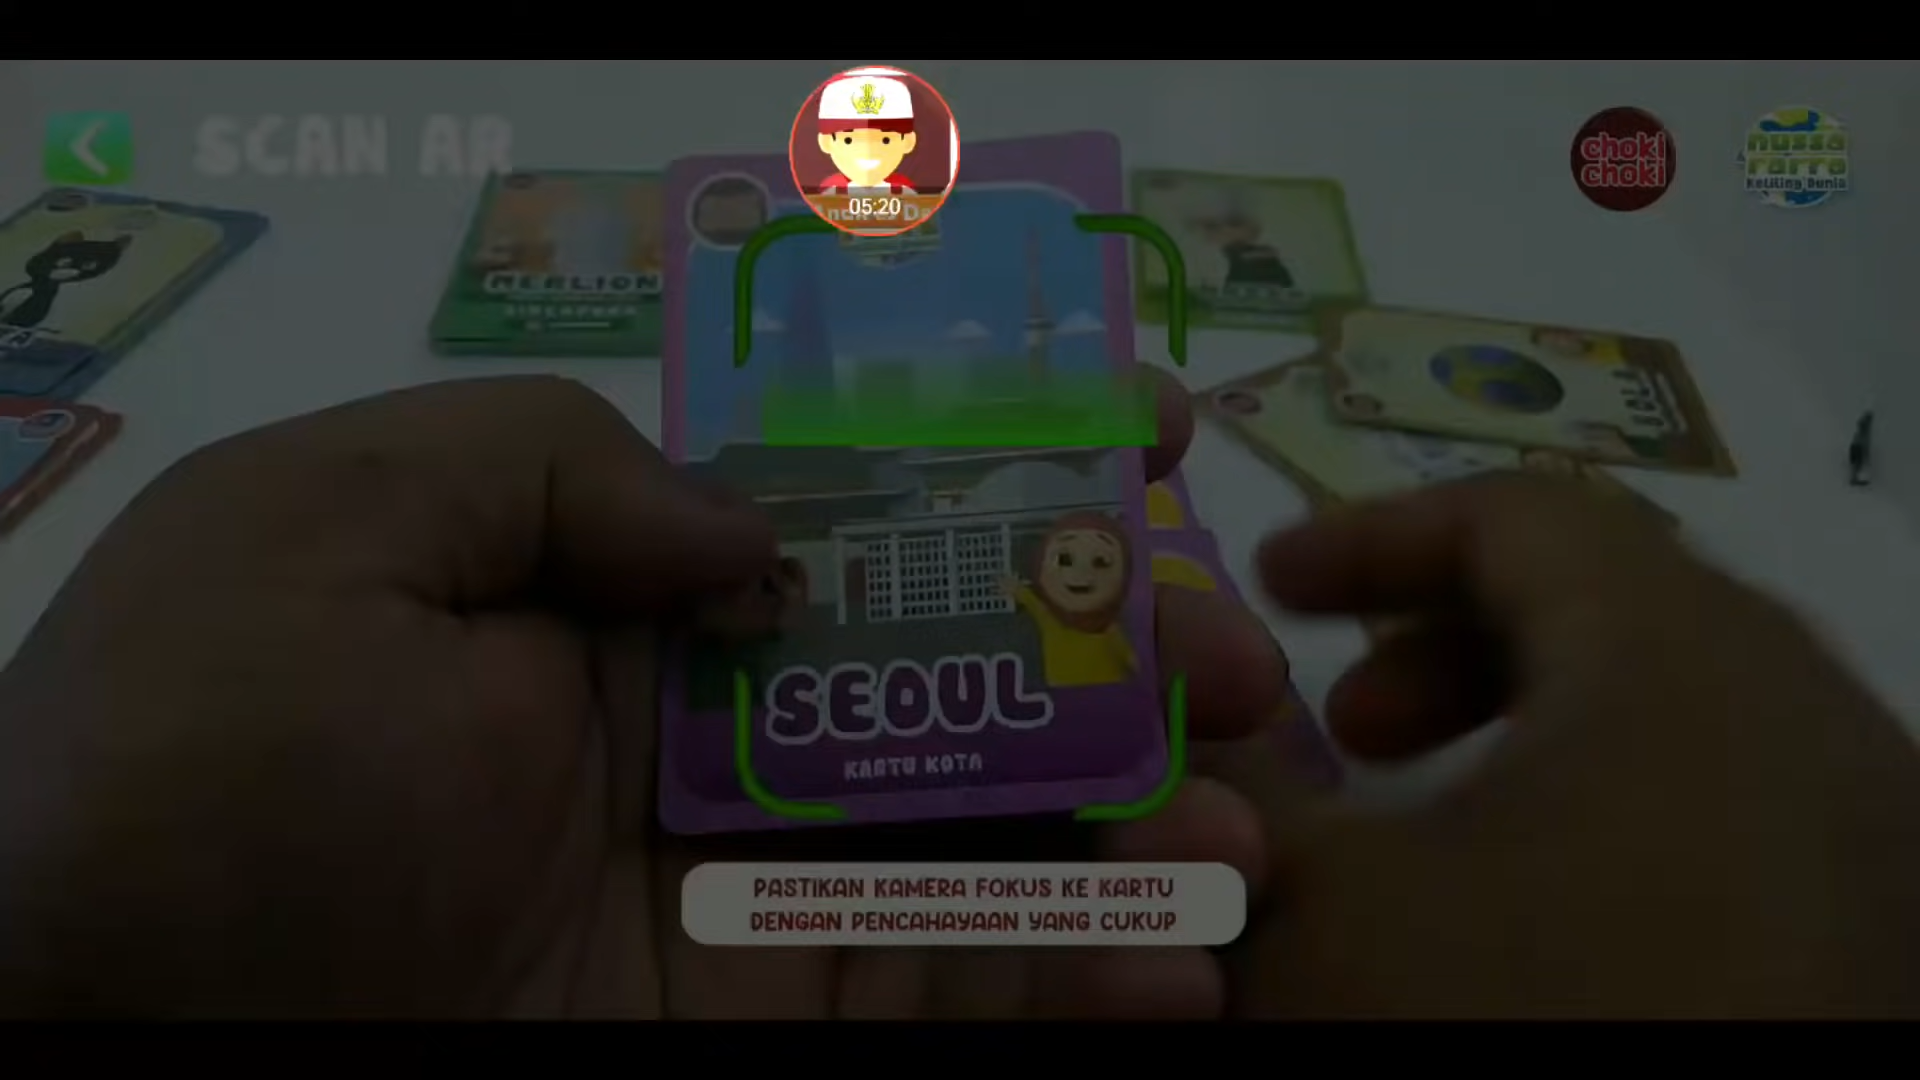 SCAN AR
05:20
choki
choki
nussa
rarra
Keliling Dunia
MERLION
SINGAPURA
SEOUL
KARTU KOTA
PASTIKAN KAMERA FOKUS KE KARTU
DENGAN PENCAHAYAAN YANG CUKUP